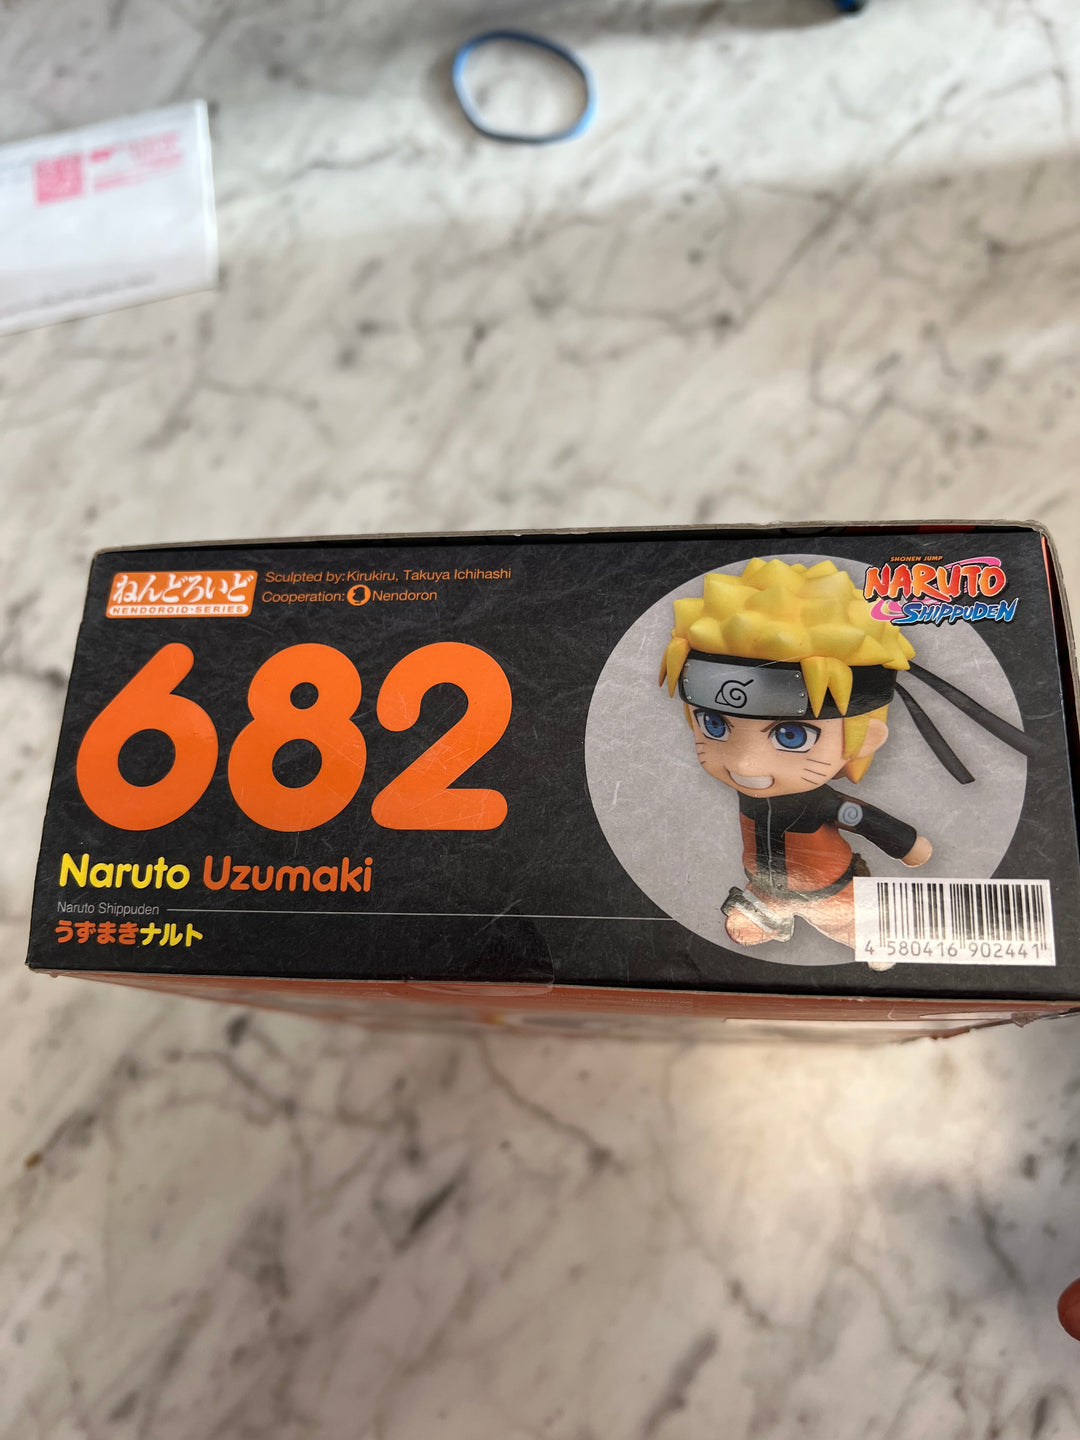 ねんどろいど
NENDOROID・SERIES
Sculpted by: Kirukiru, Takuya Ichihashi
Cooperation: Nendoron
682
Naruto Uzumaki
Naruto Shippuden
うずまきナルト
SHONEN JUMP
NARUTO
SHIPPUDEN
4 580416 902441